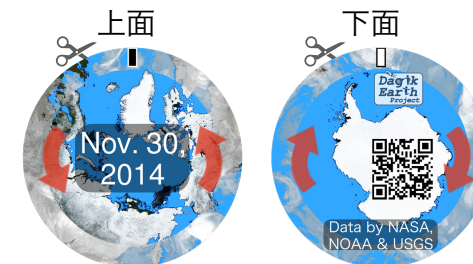 上面
下面
Nov. 30,
2014
Dagik
Earth
Project
Data by NASA,
NOAA & USGS